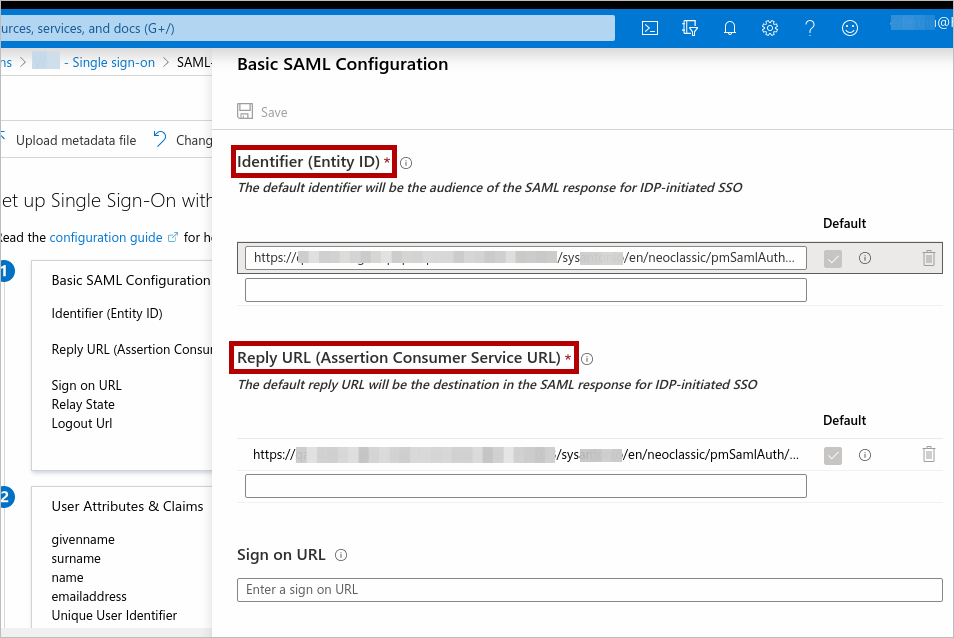 urces, services, and docs (G+/)
ns > - Single sign-on > SAML-
Upload metadata file Chang
et up Single Sign-On with
Read the configuration guide for he
1
Basic SAML Configuration
Identifier (Entity ID)
Reply URL (Assertion Consu
Sign on URL
Relay State
Logout Url
2
User Attributes & Claims
givenname
surname
name
emailaddress
Unique User Identifier
Basic SAML Configuration
Save
Identifier (Entity ID) *
The default identifier will be the audience of the SAML response for IDP-initiated SSO
Default
https:// /sys /en/neoclassic/pmSamlAuth...
Reply URL (Assertion Consumer Service URL) *
The default reply URL will be the destination in the SAML response for IDP-initiated SSO
Default
https:// /sys /en/neoclassic/pmSamlAuth/...
Sign on URL
Enter a sign on URL